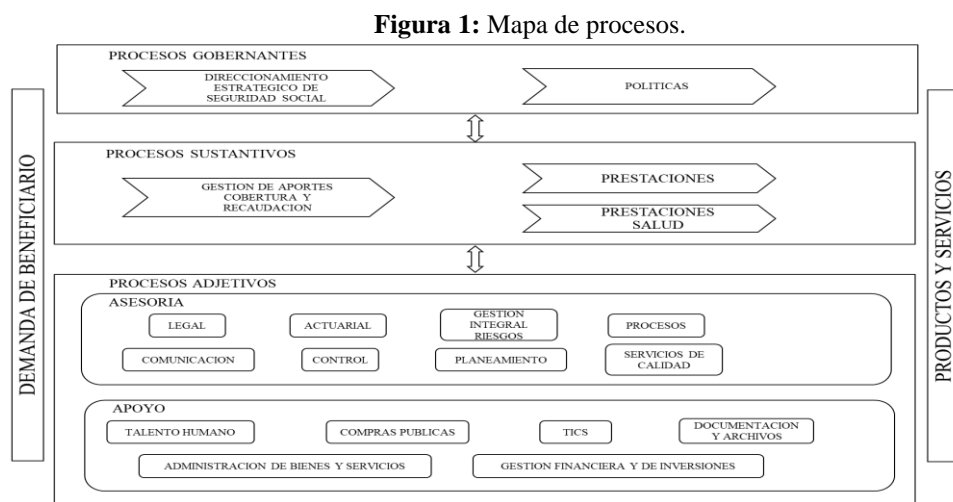 Figura 1: Mapa de procesos.
DEMANDA DE BENEFICIARIO
PROCESOS GOBERNANTES
DIRECCIONAMIENTO
ESTRATEGICO DE
SEGURIDAD SOCIAL
POLITICAS
PROCESOS SUSTANTIVOS
GESTION DE APORTES
COBERTURA Y
RECAUDACION
PRESTACIONES
PRESTACIONES
SALUD
PROCESOS ADJETIVOS
ASESORIA
LEGAL
ACTUARIAL
GESTION
INTEGRAL
RIESGOS
PROCESOS
COMUNICACION
CONTROL
PLANEAMIENTO
SERVICIOS DE
CALIDAD
APOYO
TALENTO HUMANO
COMPRAS PUBLICAS
TICS
DOCUMENTACION
Y ARCHIVOS
ADMINISTRACION DE BIENES Y SERVICIOS
GESTION FINANCIERA Y DE INVERSIONES
PRODUCTOS Y SERVICIOS